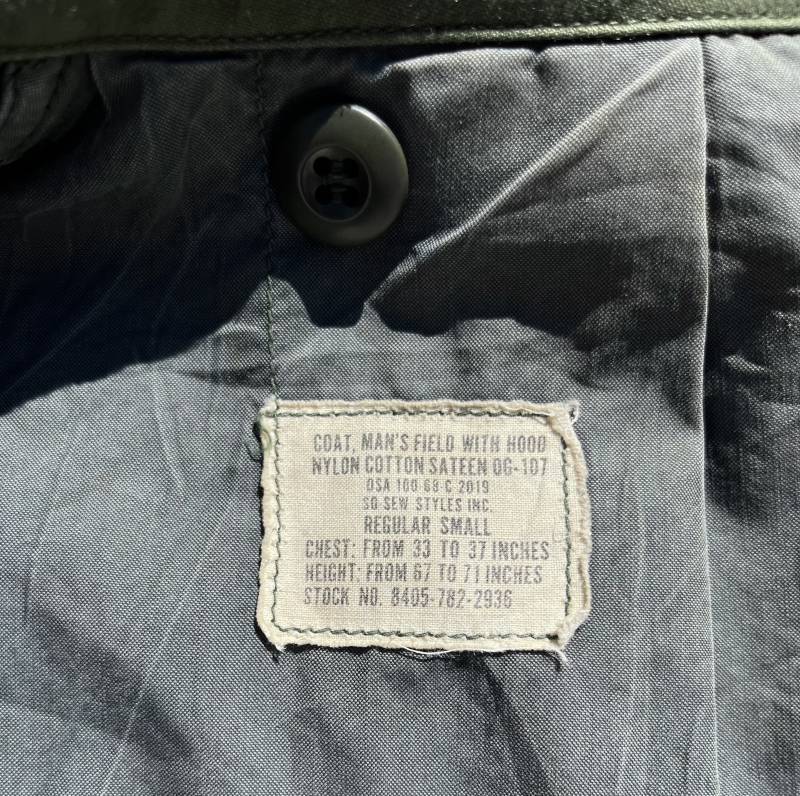 COAT, MAN'S FIELD WITH HOOD
NYLON COTTON SATEEN OG-107
DSA 100 68 C 2019
SO SEW STYLES INC.
REGULAR SMALL
CHEST: FROM 33 TO 37 INCHES
HEIGHT: FROM 67 TO 71 INCHES
STOCK NO. 8405-782-2936